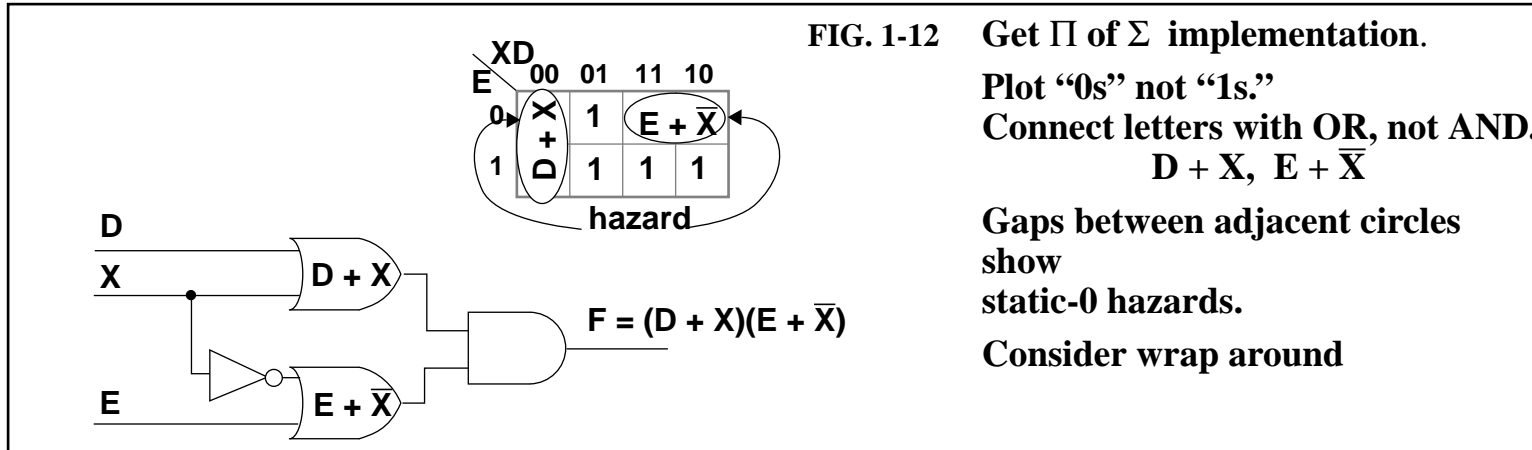 FIG. 1-12
Get Π of Σ implementation.
Plot “0s” not “1s.”
Connect letters with OR, not AND.
D + X, E + X̅
Gaps between adjacent circles
show
static-0 hazards.
Consider wrap around
XD
E
00 01 11 10
0 D + X 1 E + X̅
1 1 1 1
hazard
D
X
E
D + X
E + X̅
F = (D + X)(E + X̅)